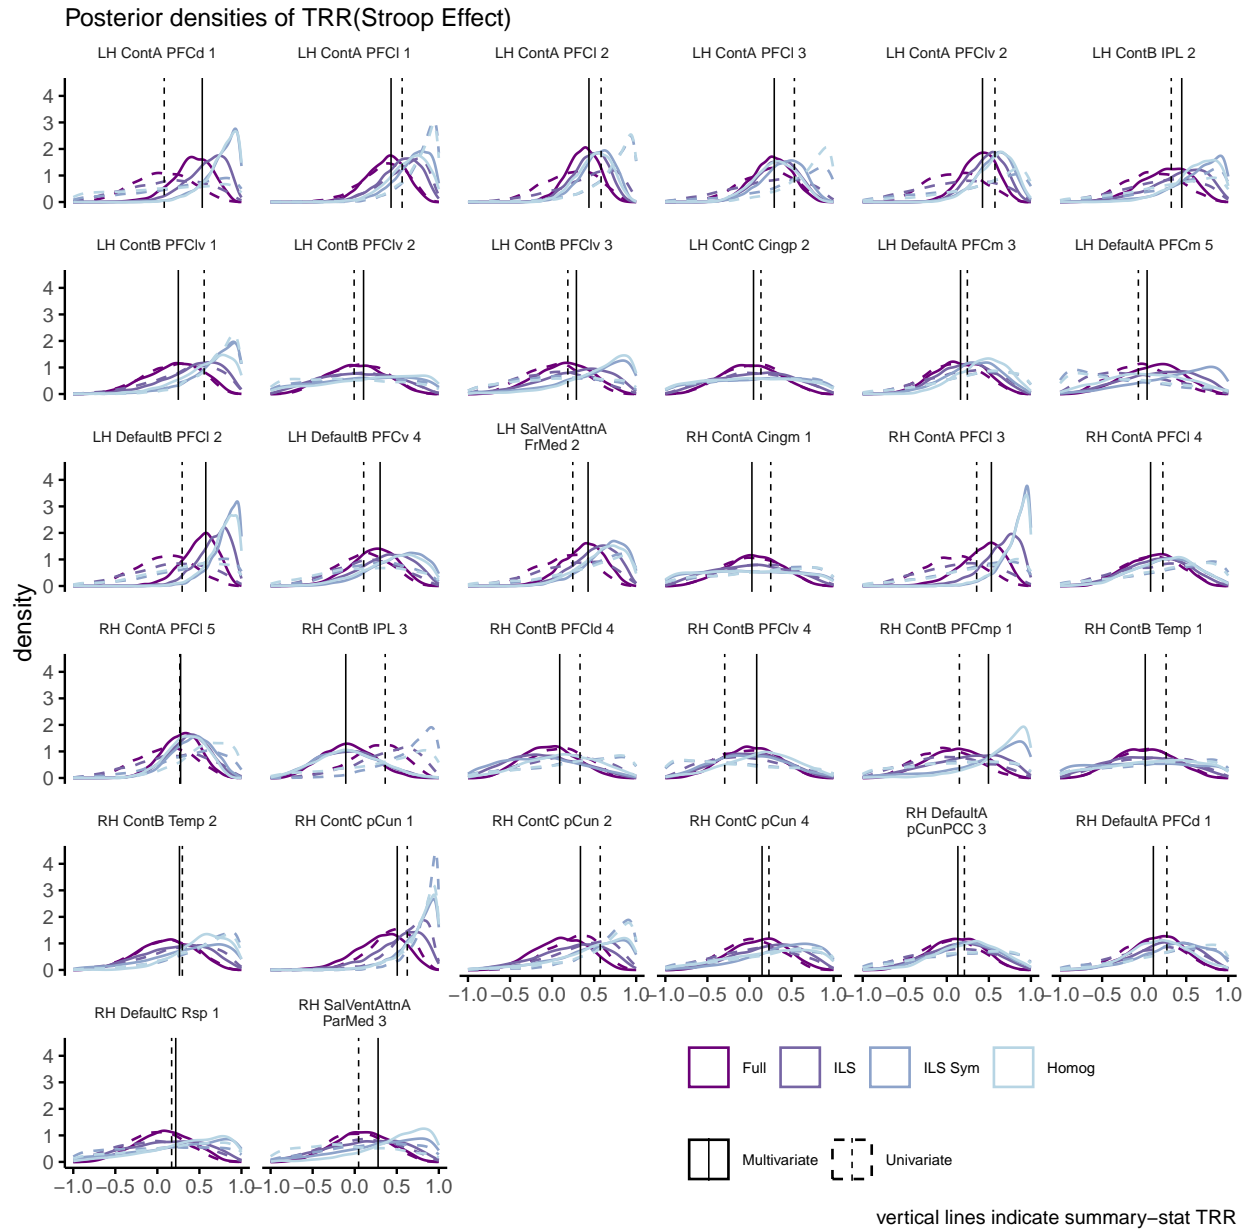 Posterior densities of TRR(Stroop Effect)
LH ContA PFCd 1
LH ContA PFCl 1
LH ContA PFCl 2
LH ContA PFCl 3
LH ContA PFClv 2
LH ContB IPL 2
4
3
2
1
0
LH ContB PFClv 1
LH ContB PFClv 2
LH ContB PFClv 3
LH ContC Cingp 2
LH DefaultA PFCm 3
LH DefaultA PFCm 5
4
3
2
1
0
LH DefaultB PFCl 2
LH DefaultB PFCv 4
LH SalVentAttnA
FrMed 2
RH ContA Cingm 1
RH ContA PFCl 3
RH ContA PFCl 4
4
3
2
1
0
density
RH ContA PFCl 5
RH ContB IPL 3
RH ContB PFCld 4
RH ContB PFClv 4
RH ContB PFCmp 1
RH ContB Temp 1
4
3
2
1
0
RH ContB Temp 2
RH ContC pCun 1
RH ContC pCun 2
RH ContC pCun 4
RH DefaultA
pCunPCC 3
RH DefaultA PFCd 1
4
3
2
1
0
−1.0 −0.5 0.0 0.5 1.0
−1.0 −0.5 0.0 0.5 1.0
−1.0 −0.5 0.0 0.5 1.0
−1.0 −0.5 0.0 0.5 1.0
RH DefaultC Rsp 1
RH SalVentAttnA
ParMed 3
4
3
2
1
0
−1.0 −0.5 0.0 0.5 1.0
−1.0 −0.5 0.0 0.5 1.0
Full
ILS
ILS Sym
Homog
Multivariate
Univariate
vertical lines indicate summary−stat TRR